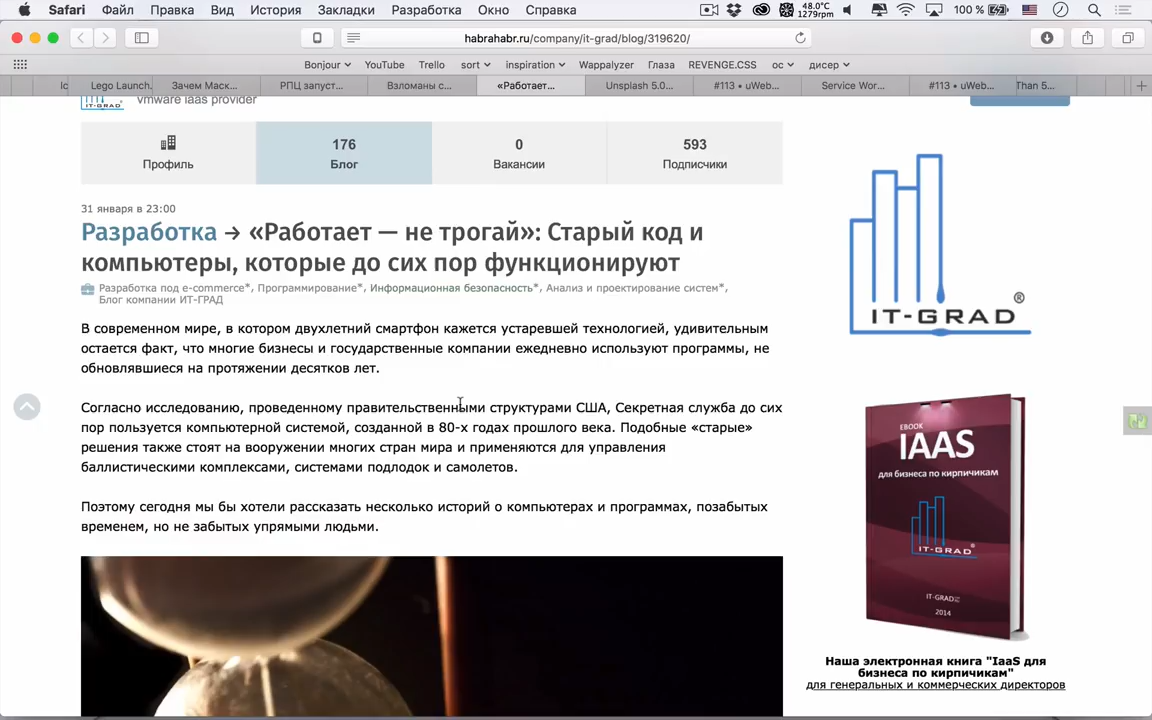 Safari Файл Правка Вид История Закладки Разработка Окно Справка 48.0°C 1279rpm 100 %
habrahabr.ru/company/it-grad/blog/319620/
Bonjour YouTube Trello sort inspiration Wappalyzer Глаза REVENGE.CSS ос дисер
Ic Lego Launch. Зачем Маск... РПЦ запуст... Взломаны с... «Работает... Unsplash 5.0... #113 • uWeb... Service Wor... #113 • uWeb... Than 5...
IT-GRAD vmware iaas provider
176 0 593
Профиль Блог Вакансии Подписчики
31 января в 23:00
Разработка → «Работает — не трогай»: Старый код и
компьютеры, которые до сих пор функционируют
Разработка под e-commerce*, Программирование*, Информационная безопасность*, Анализ и проектирование систем*,
Блог компании ИТ-ГРАД
В современном мире, в котором двухлетний смартфон кажется устаревшей технологией, удивительным
остается факт, что многие бизнесы и государственные компании ежедневно используют программы, не
обновлявшиеся на протяжении десятков лет.
Согласно исследованию, проведенному правительственными структурами США, Секретная служба до сих
пор пользуется компьютерной системой, созданной в 80-х годах прошлого века. Подобные «старые»
решения также стоят на вооружении многих стран мира и применяются для управления
баллистическими комплексами, системами подлодок и самолетов.
Поэтому сегодня мы бы хотели рассказать несколько историй о компьютерах и программах, позабытых
временем, но не забытых упрямыми людьми.
IT-GRAD®
EBOOK
IAAS
для бизнеса по кирпичикам
IT-GRAD®
IT-GRAD
2014
Наша электронная книга "IaaS для
бизнеса по кирпичикам"
для генеральных и коммерческих директоров